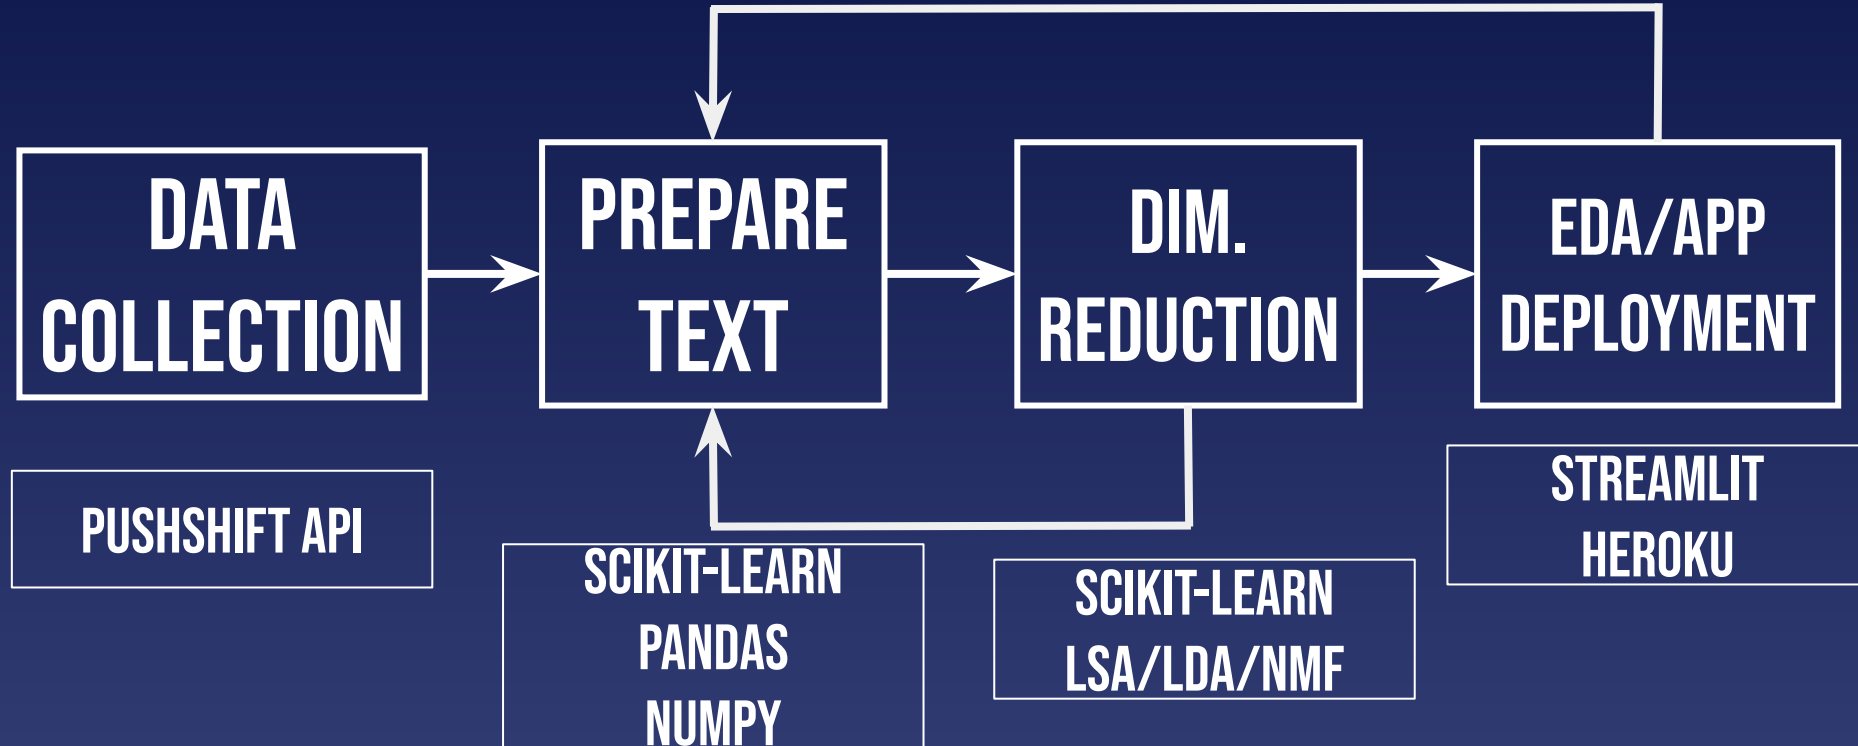 DATA
COLLECTION
PREPARE
TEXT
DIM.
REDUCTION
EDA/APP
DEPLOYMENT
PUSHSHIFT API
SCIKIT-LEARN
PANDAS
NUMPY
SCIKIT-LEARN
LSA/LDA/NMF
STREAMLIT
HEROKU